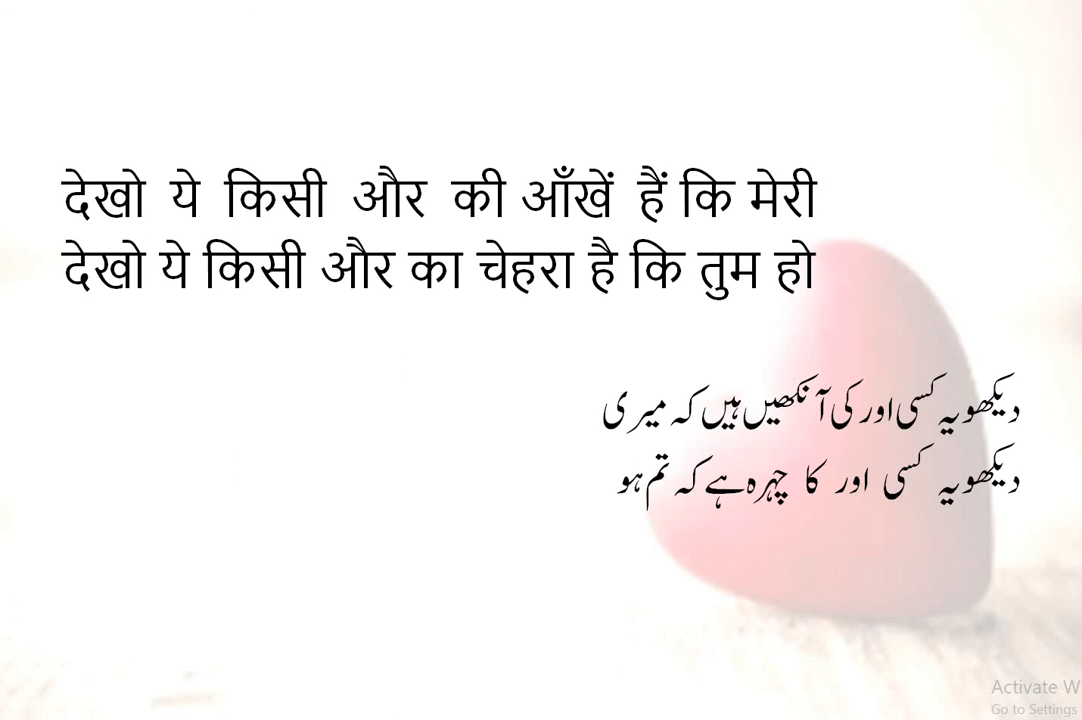 देखो ये किसी और की आँखें हैं कि मेरी
देखो ये किसी और का चेहरा है कि तुम हो
دیکھو یہ کسی اور کی آنکھیں ہیں کہ میری
دیکھو یہ کسی اور کا چہرہ ہے کہ تم ہو
Activate W
Go to Settings